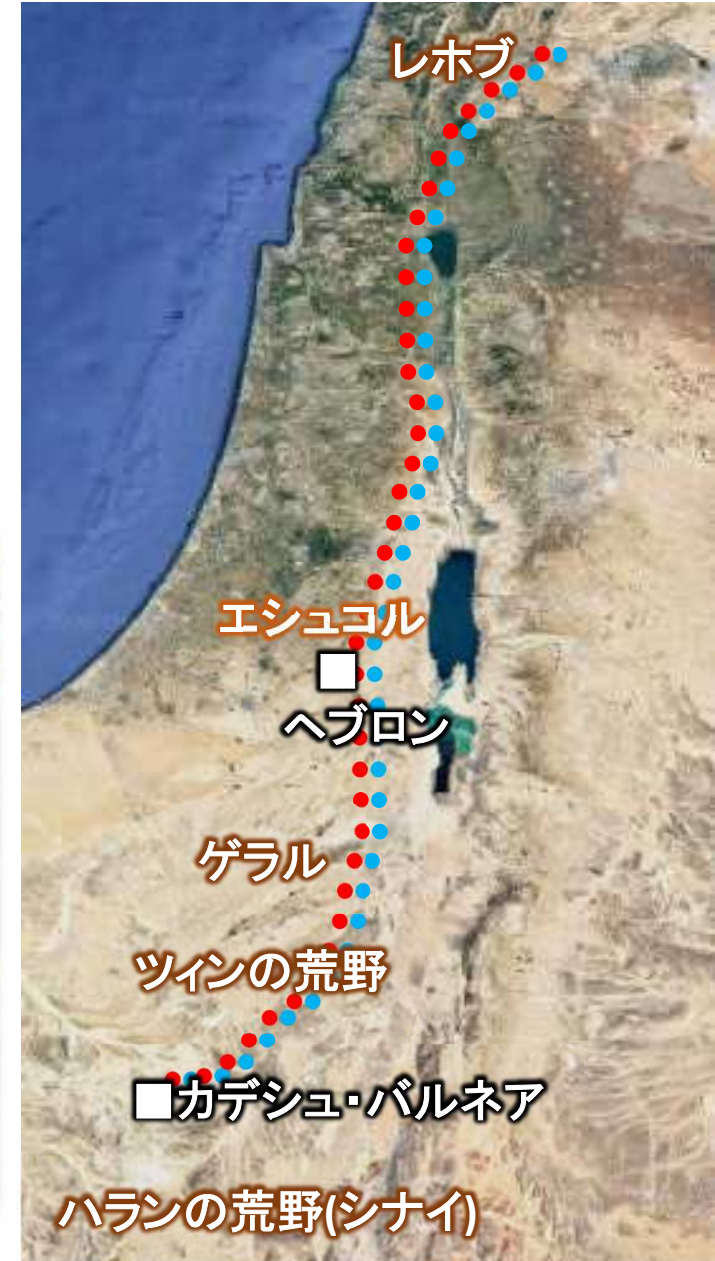 レホブ
エシュコル
ヘブロン
ゲラル
ツィンの荒野
カデシュ・バルネア
ハランの荒野(シナイ)